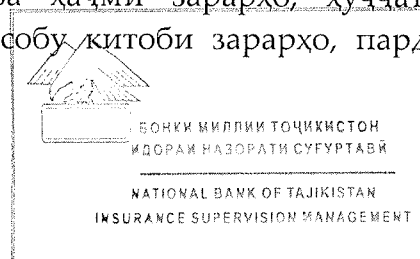 ҳаҷми зарарҳо, ҳуҷҷат
собу китоби зарарҳо, пард
БОНКИ МИЛЛИИ ТОҶИКИСТОН
ИДОРАИ НАЗОРАТИ СУҒУРТАВӢ
NATIONAL BANK OF TAJIKISTAN
INSURANCE SUPERVISION MANAGEMENT